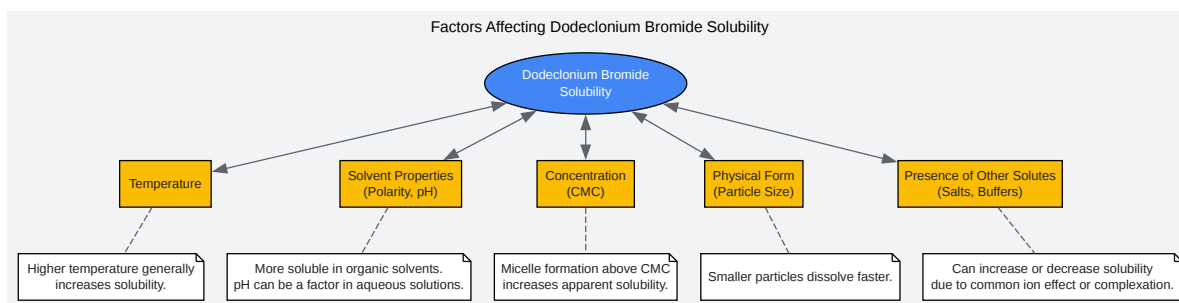 Factors Affecting Dodeclonium Bromide Solubility
Dodeclonium Bromide
Solubility
Temperature
Solvent Properties
(Polarity, pH)
Concentration
(CMC)
Physical Form
(Particle Size)
Presence of Other Solutes
(Salts, Buffers)
Higher temperature generally
increases solubility.
More soluble in organic solvents.
pH can be a factor in aqueous solutions.
Micelle formation above CMC
increases apparent solubility.
Smaller particles dissolve faster.
Can increase or decrease solubility
due to common ion effect or complexation.